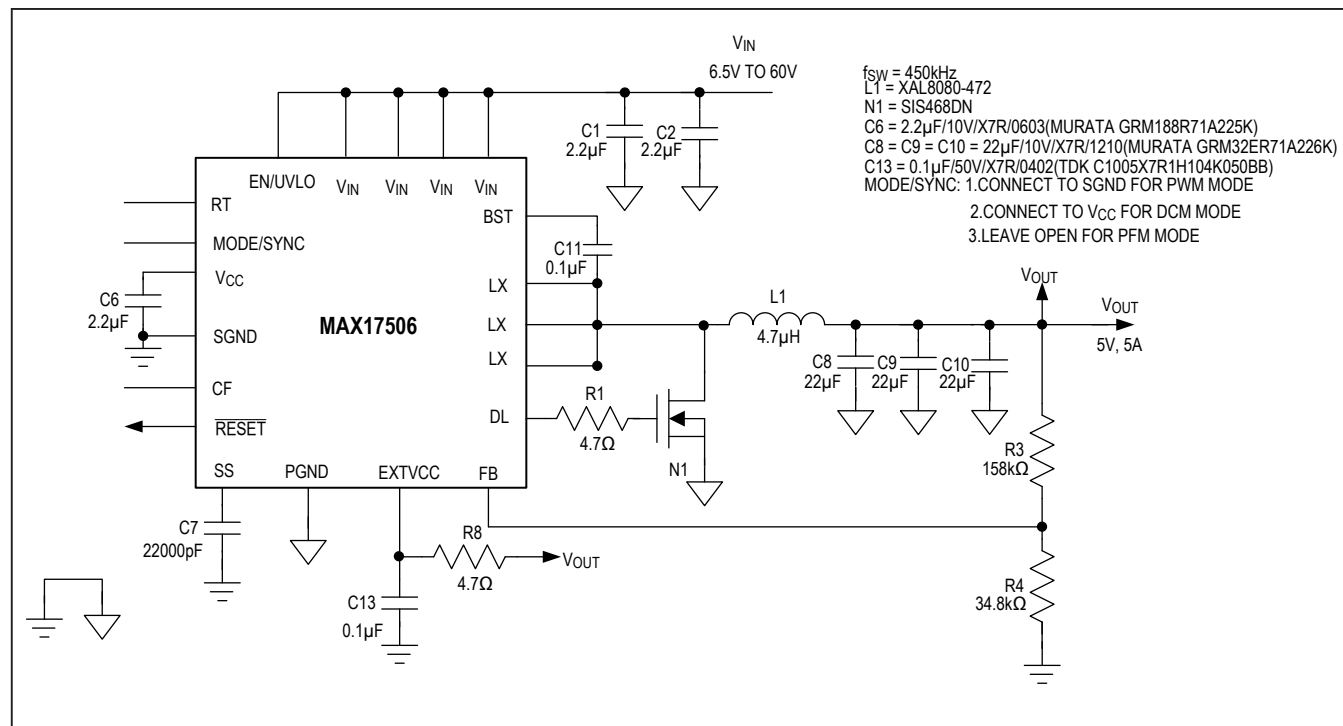 VIN
6.5V TO 60V
fSW = 450kHz
L1 = XAL8080-472
N1 = SIS468DN
C6 = 2.2µF/10V/X7R/0603(MURATA GRM188R71A225K)
C8 = C9 = C10 = 22µF/10V/X7R/1210(MURATA GRM32ER71A226K)
C13 = 0.1µF/50V/X7R/0402(TDK C1005X7R1H104K050BB)
MODE/SYNC: 1.CONNECT TO SGND FOR PWM MODE
2.CONNECT TO VCC FOR DCM MODE
3.LEAVE OPEN FOR PFM MODE
C1
2.2µF
C2
2.2µF
EN/UVLO
VIN
VIN
VIN
VIN
RT
MODE/SYNC
VCC
SGND
CF
RESET
SS
PGND
EXTVCC
FB
BST
LX
LX
LX
DL
MAX17506
C6
2.2µF
C11
0.1µF
L1
4.7µH
C8
22µF
C9
22µF
C10
22µF
VOUT
VOUT
5V, 5A
R1
4.7Ω
N1
R3
158kΩ
R4
34.8kΩ
C7
22000pF
R8
4.7Ω
VOUT
C13
0.1µF